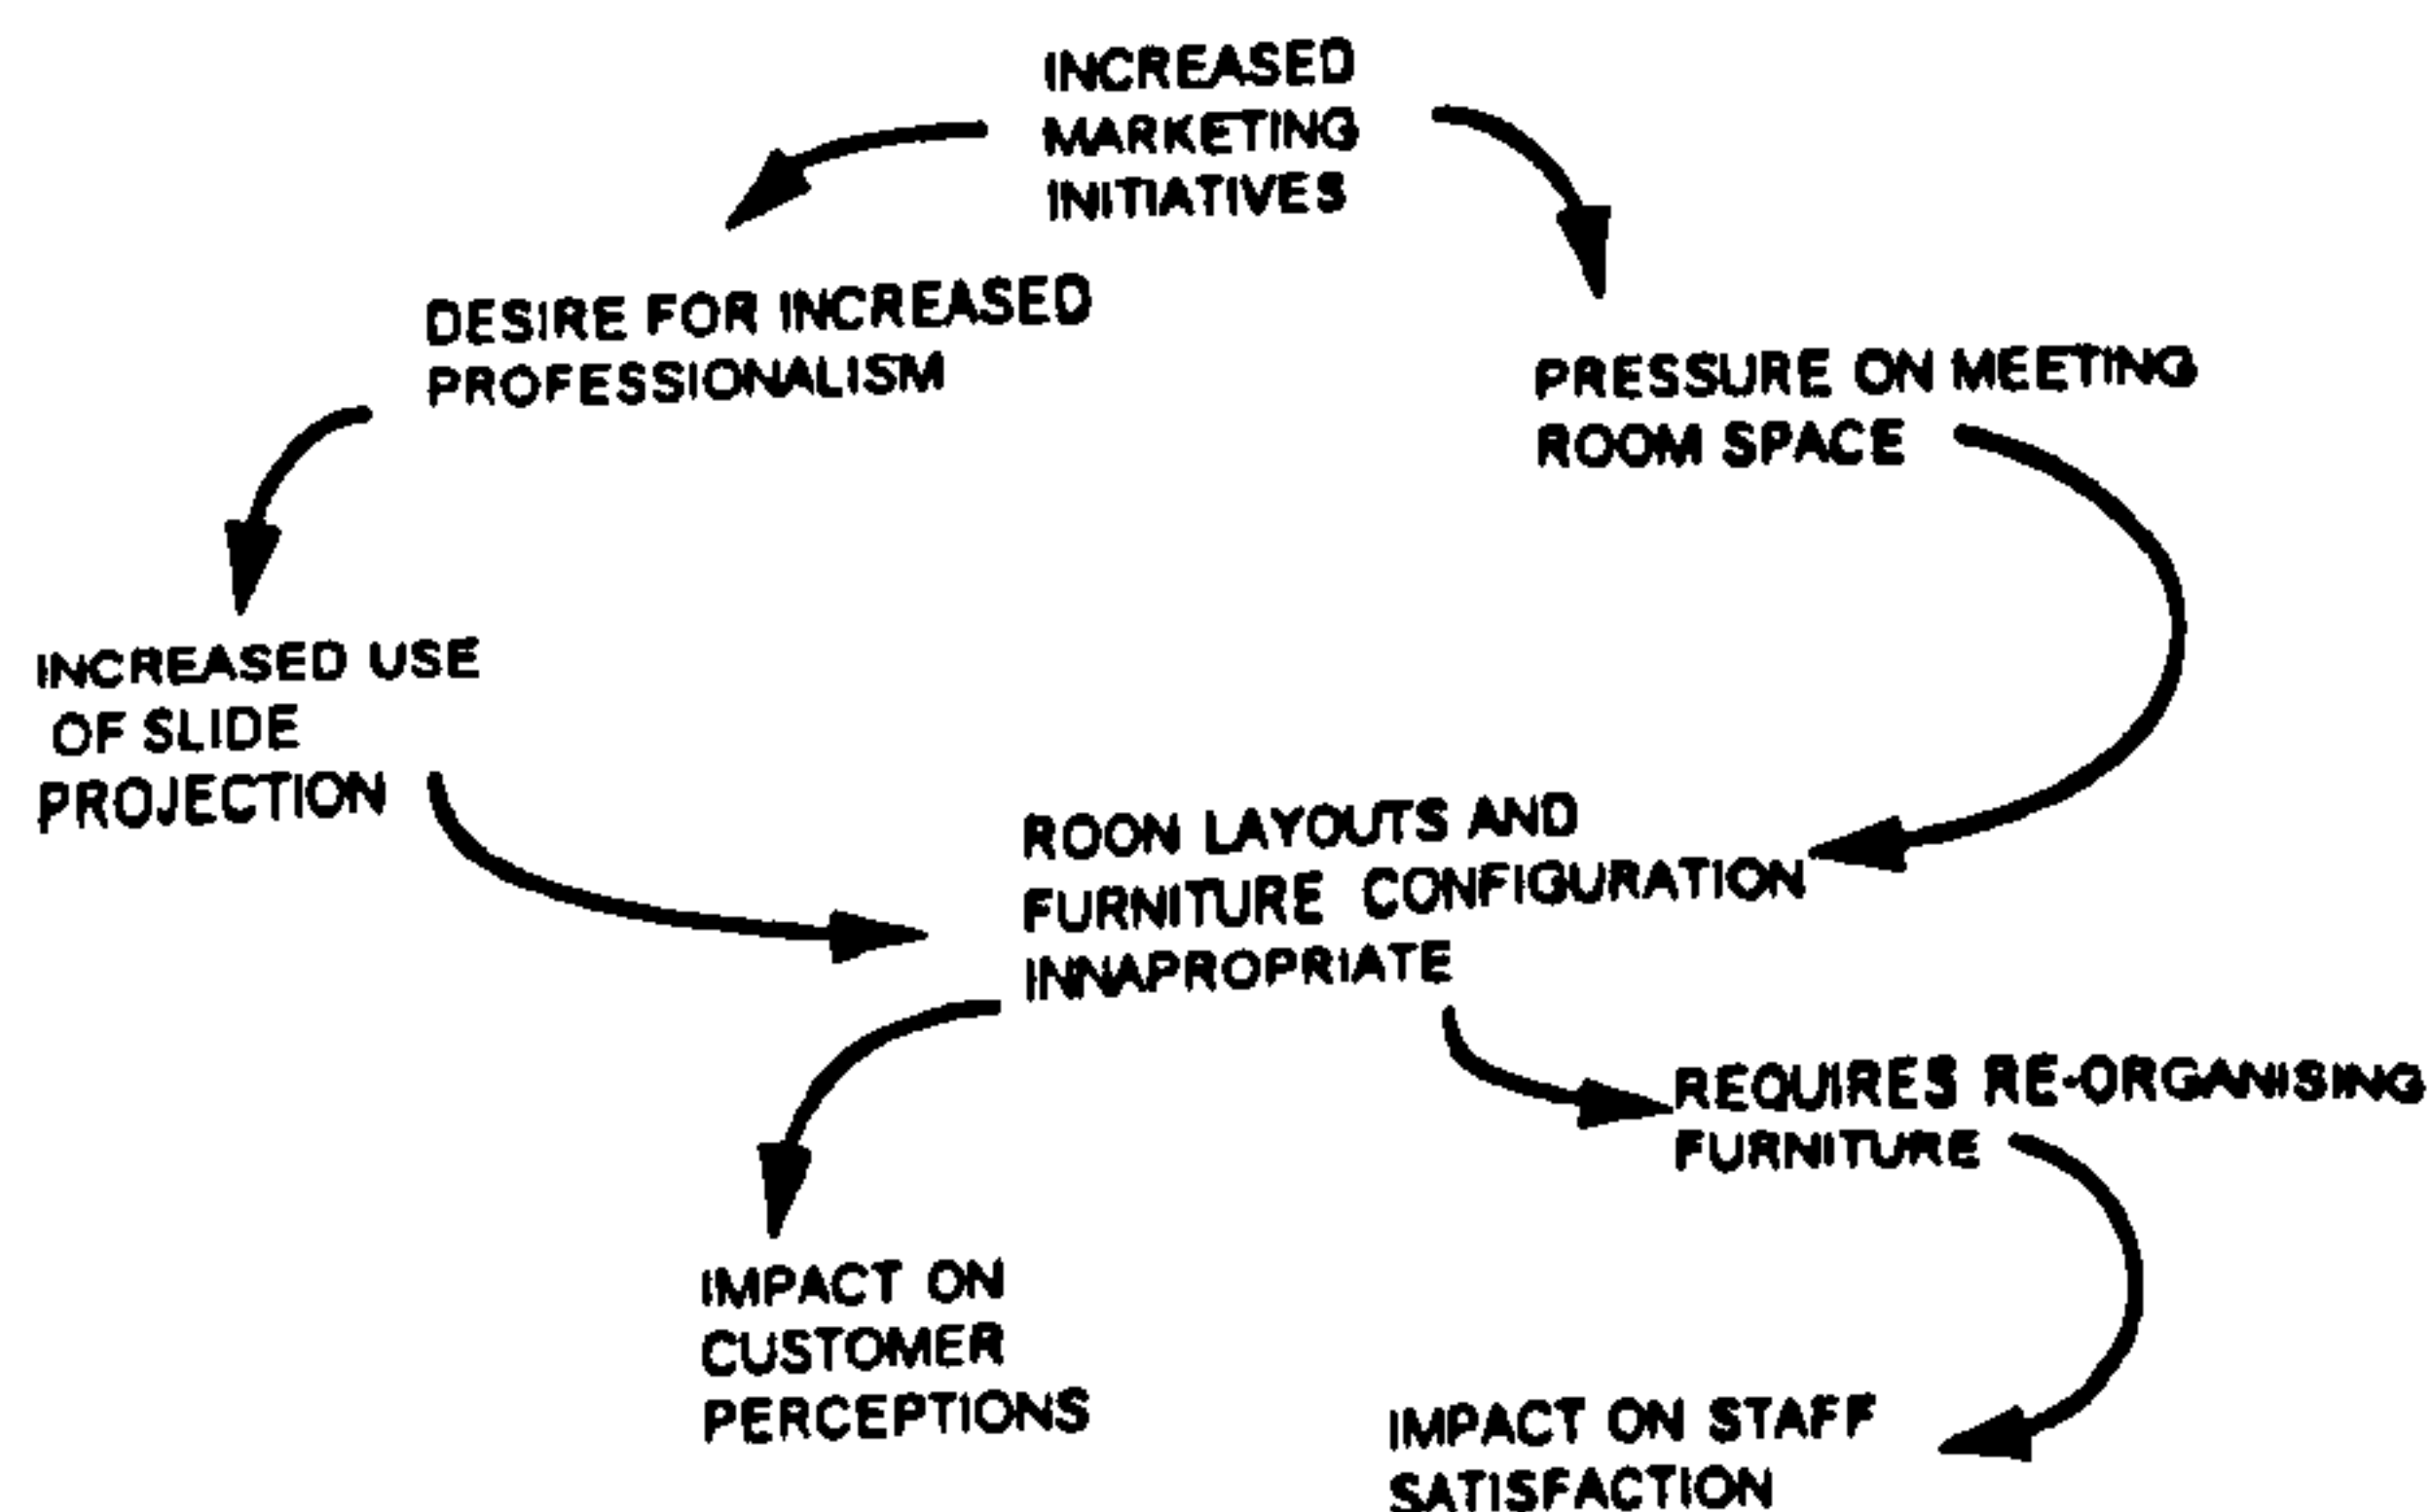 INCREASED
MARKETING
INITIATIVES
DESIRE FOR INCREASED
PROFESSIONALISM
PRESSURE ON MEETING
ROOM SPACE
INCREASED USE
OF SLIDE
PROJECTION
ROON LAYOUTS AND
FURNITURE CONFIGURATION
INNAPROPRIATE
REQUIRES RE-ORGANISING
FURNITURE
IMPACT ON
CUSTOMER
PERCEPTIONS
IMPACT ON STAFF
SATISFACTION